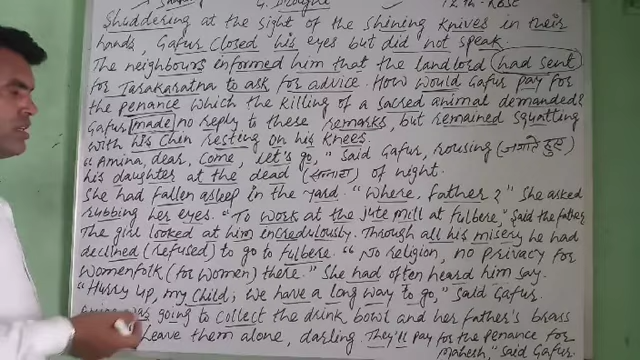 12th RBSE
Shuddering at the sight of the shining knives in their
hands, Gafur closed his eyes but did not speak.
The neighbours informed him that the landlord had sent
for Tarakaratna to ask for advice. How would Gafur pay for
the penance which the killing of a sacred animal demanded?
Gafur made no reply to these remarks, but remained squatting
with his chin resting on his knees.
"Amina, dear, come, let's go," said Gafur, rousing (जगाते हुए)
his daughter at the dead of night.
She had fallen asleep in the yard. "Where, father?" She asked
rubbing her eyes. "To work at the jute mill at fulbere," said the father
The girl looked at him incredulously. Through all his misery he had
declined (refused) to go to fulbere. "No religion, no privacy for
womenfolk (for women) there." She had often heard him say.
"Hurry up, my child; we have a long way to go," said Gafur.
was going to collect the drink bowl and her father's brass
Leave them alone, darling. They'll pay for the penance for
Mahesh," said Gafur